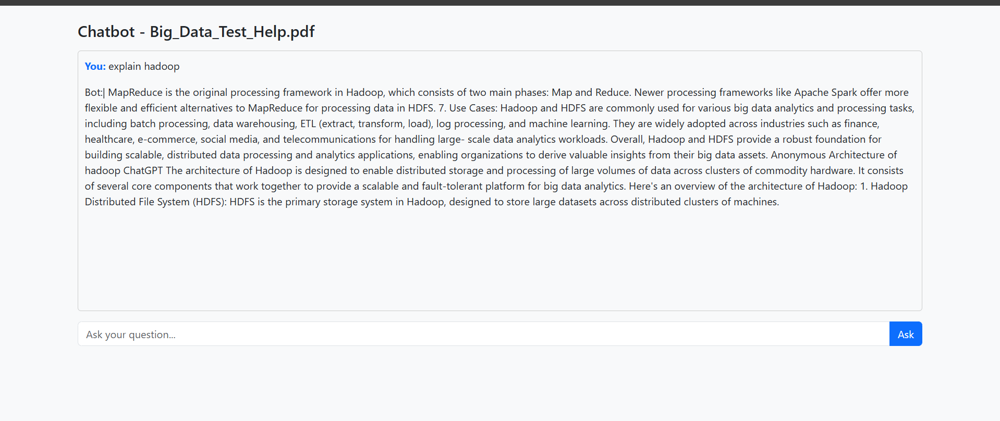 Chatbot - Big_Data_Test_Help.pdf
You: explain hadoop
Bot:| MapReduce is the original processing framework in Hadoop, which consists of two main phases: Map and Reduce. Newer processing frameworks like Apache Spark offer more
flexible and efficient alternatives to MapReduce for processing data in HDFS. 7. Use Cases: Hadoop and HDFS are commonly used for various big data analytics and processing tasks,
including batch processing, data warehousing, ETL (extract, transform, load), log processing, and machine learning. They are widely adopted across industries such as finance,
healthcare, e-commerce, social media, and telecommunications for handling large- scale data analytics workloads. Overall, Hadoop and HDFS provide a robust foundation for
building scalable, distributed data processing and analytics applications, enabling organizations to derive valuable insights from their big data assets. Anonymous Architecture of
hadoop ChatGPT The architecture of Hadoop is designed to enable distributed storage and processing of large volumes of data across clusters of commodity hardware. It consists
of several core components that work together to provide a scalable and fault-tolerant platform for big data analytics. Here's an overview of the architecture of Hadoop: 1. Hadoop
Distributed File System (HDFS): HDFS is the primary storage system in Hadoop, designed to store large datasets across distributed clusters of machines.
Ask your question...
Ask